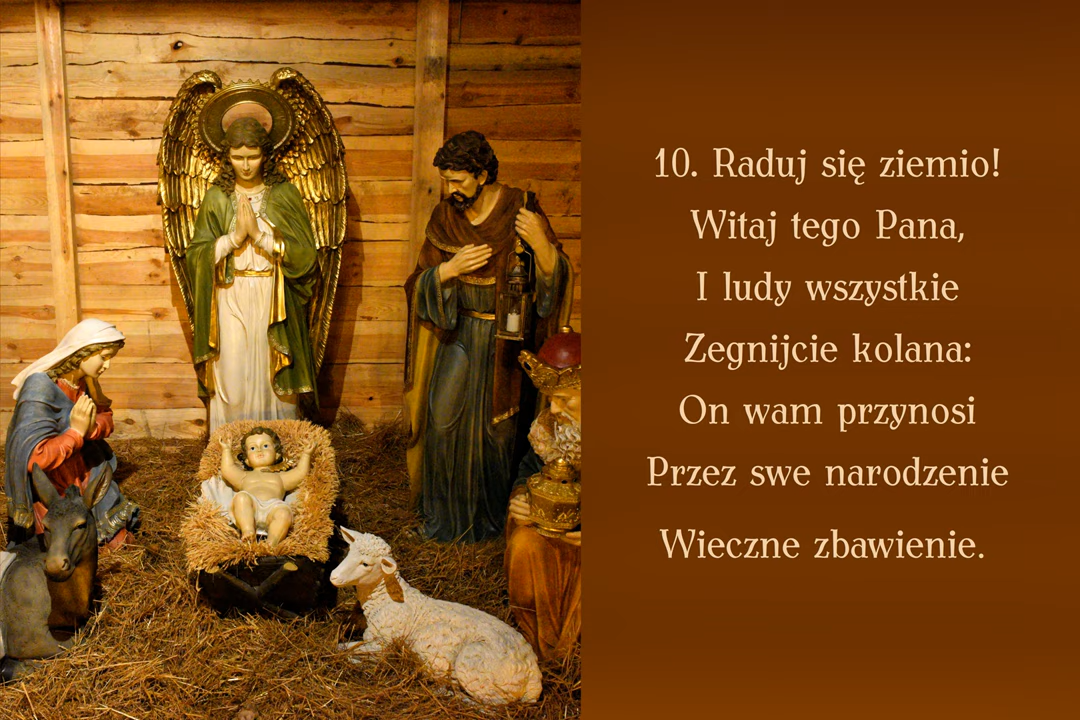 10. Raduj się ziemio!
Witaj tego Pana,
I ludy wszystkie
Zegnijcie kolana:
On wam przynosi
Przez swe narodzenie
Wieczne zbawienie.